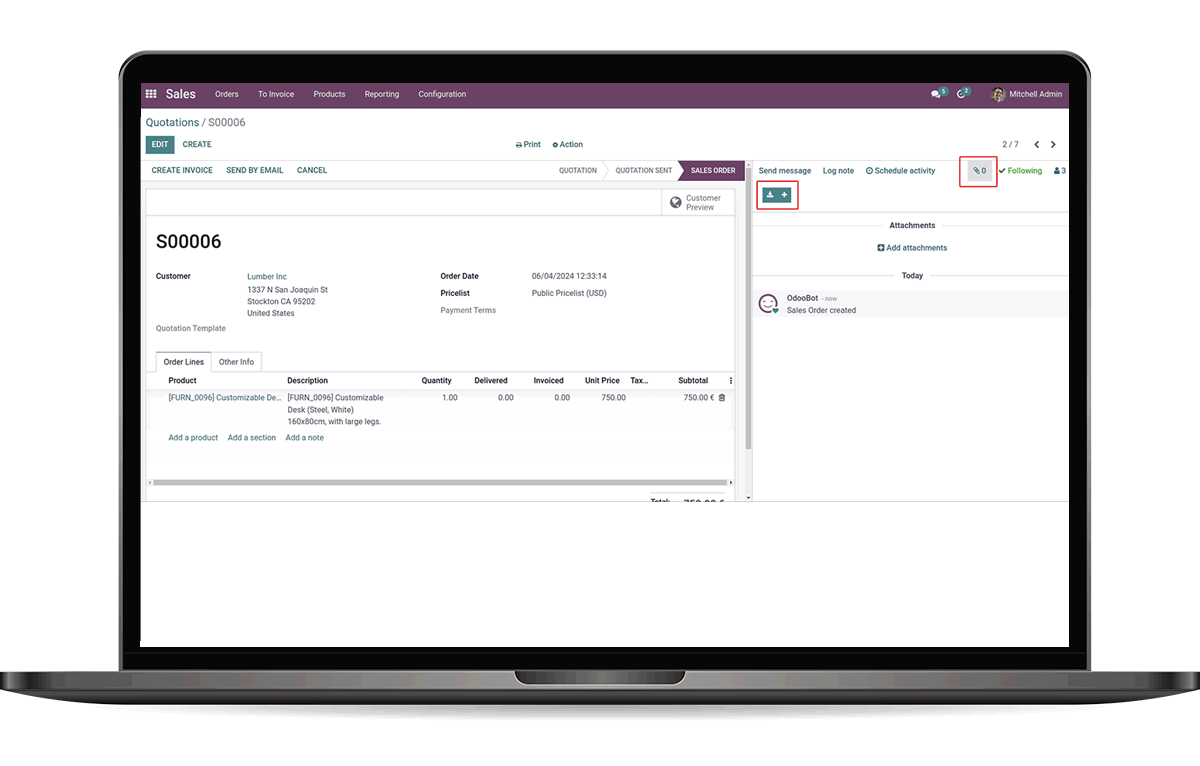 Sales Orders To Invoice Products Reporting Configuration 5 2 Mitchell Admin
Quotations / S00006
EDIT CREATE Print Action 2 / 7
CREATE INVOICE SEND BY EMAIL CANCEL QUOTATION QUOTATION SENT SALES ORDER
Send message Log note Schedule activity 0 Following 3
Customer
Preview
S00006
Customer Lumber Inc
1337 N San Joaquin St
Stockton CA 95202
United States
Quotation Template
Order Date 06/04/2024 12:33:14
Pricelist Public Pricelist (USD)
Payment Terms
Order Lines Other Info
Product Description Quantity Delivered Invoiced Unit Price Tax... Subtotal
[FURN_0096] Customizable De... [FURN_0096] Customizable 1.00 0.00 0.00 750.00 750.00 €
Desk (Steel, White)
160x80cm, with large legs.
Add a product Add a section Add a note
Total: 750.00 €
Attachments
Add attachments
Today
OdooBot - now
Sales Order created